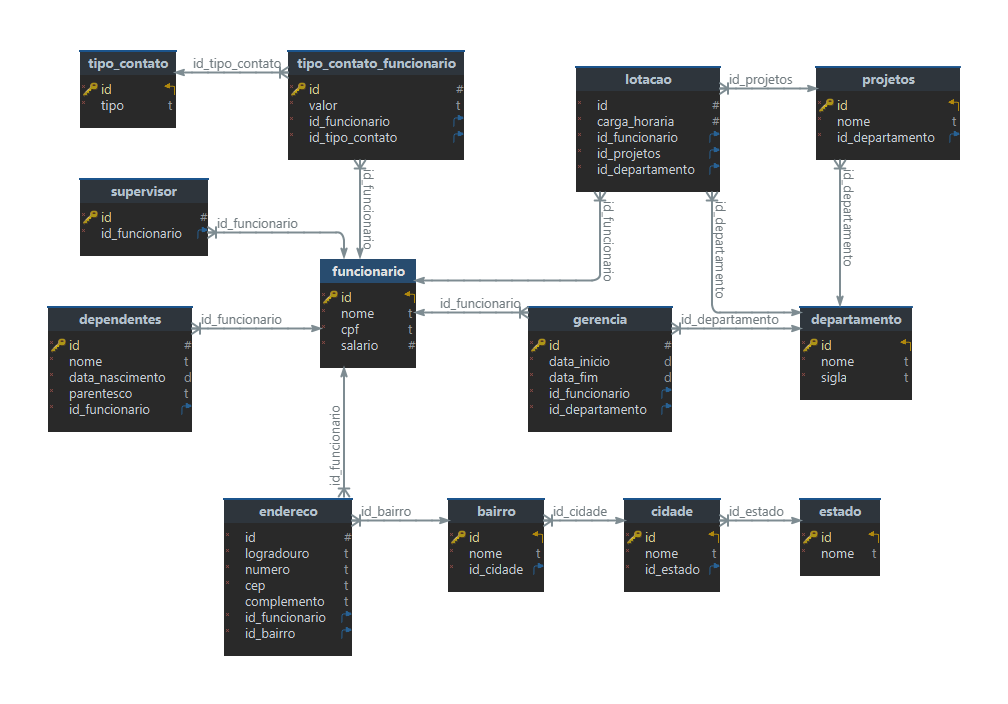 tipo_contato
id
tipo t
id_tipo_contato
tipo_contato_funcionario
id #
valor t
id_funcionario
id_tipo_contato
lotacao
id #
carga_horaria #
id_funcionario
id_projetos
id_departamento
id_projetos
projetos
id
nome t
id_departamento
supervisor
id #
id_funcionario
id_funcionario
id_funcionario
id_funcionario
id_departamento
id_departamento
funcionario
id
nome t
cpf t
salario #
dependentes
id #
nome t
data_nascimento d
parentesco t
id_funcionario
id_funcionario
id_funcionario
gerencia
id #
data_inicio d
data_fim d
id_funcionario
id_departamento
id_departamento
departamento
id
nome t
sigla t
id_funcionario
endereco
id #
logradouro t
numero t
cep t
complemento t
id_funcionario
id_bairro
id_bairro
bairro
id
nome t
id_cidade
id_cidade
cidade
id
nome t
id_estado
id_estado
estado
id
nome t